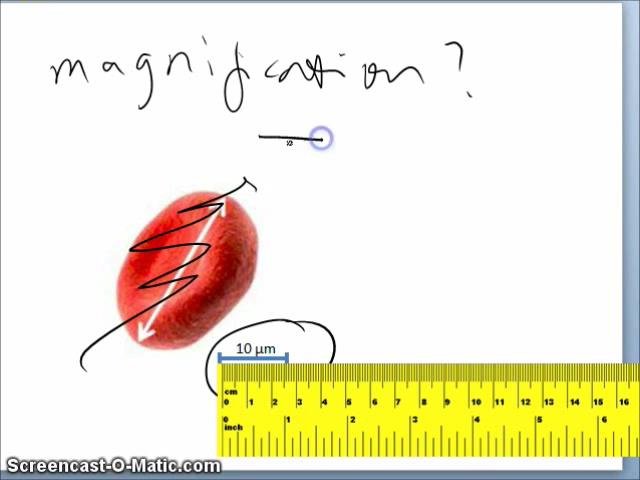 magnification?
10 µm
cm
0 1 2 3 4 5 6 7 8 9 10 11 12 13 14 15 16
0 1 2 3 4 5 6
inch
Screencast-O-Matic.com